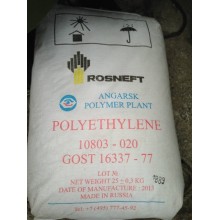 ROSNEFT
ANGARSK
POLYMER PLANT
POLYETHYLENE
10803 - 020
GOST 16337 - 77
LOT №
NET WEIGHT 25 ± 0,3 KG
DATE OF MANUFACTURE : 2013
MADE IN RUSSIA